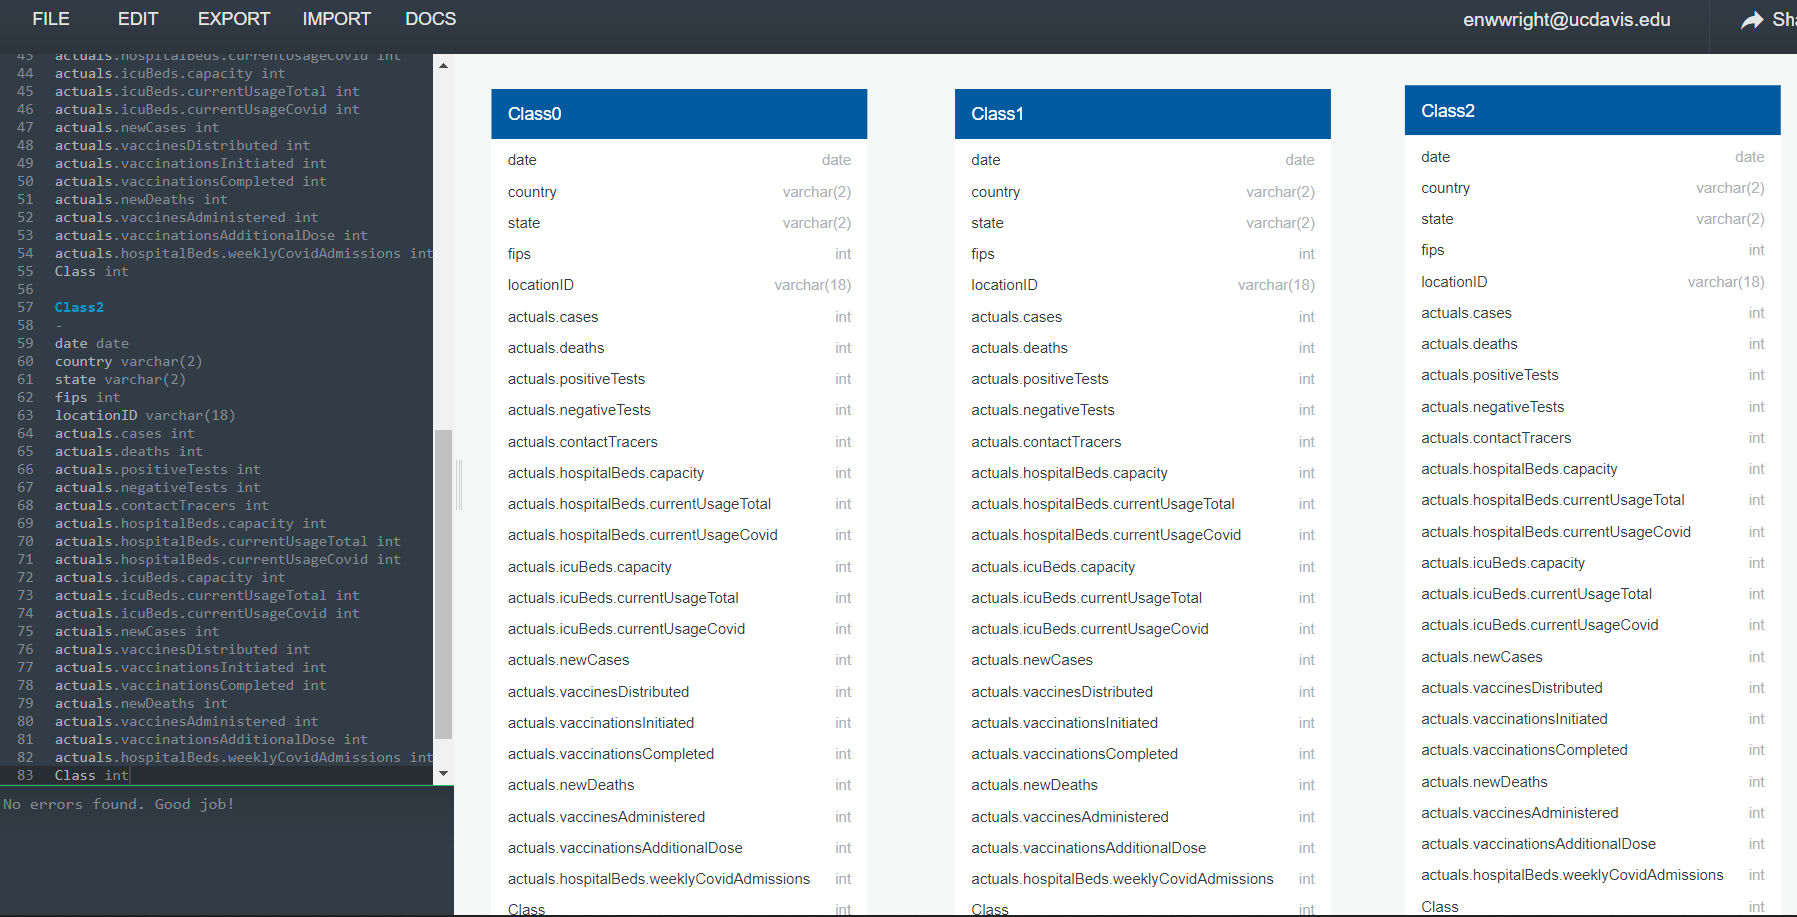 FILE EDIT EXPORT IMPORT DOCS enwwright@ucdavis.edu
43 actuals.hospitalBeds.currentUsageCovid int
44 actuals.icuBeds.capacity int
45 actuals.icuBeds.currentUsageTotal int
46 actuals.icuBeds.currentUsageCovid int
47 actuals.newCases int
48 actuals.vaccinesDistributed int
49 actuals.vaccinationsInitiated int
50 actuals.vaccinationsCompleted int
51 actuals.newDeaths int
52 actuals.vaccinesAdministered int
53 actuals.vaccinationsAdditionalDose int
54 actuals.hospitalBeds.weeklyCovidAdmissions int
55 Class int
56
57 Class2
58 -
59 date date
60 country varchar(2)
61 state varchar(2)
62 fips int
63 locationID varchar(18)
64 actuals.cases int
65 actuals.deaths int
66 actuals.positiveTests int
67 actuals.negativeTests int
68 actuals.contactTracers int
69 actuals.hospitalBeds.capacity int
70 actuals.hospitalBeds.currentUsageTotal int
71 actuals.hospitalBeds.currentUsageCovid int
72 actuals.icuBeds.capacity int
73 actuals.icuBeds.currentUsageTotal int
74 actuals.icuBeds.currentUsageCovid int
75 actuals.newCases int
76 actuals.vaccinesDistributed int
77 actuals.vaccinationsInitiated int
78 actuals.vaccinationsCompleted int
79 actuals.newDeaths int
80 actuals.vaccinesAdministered int
81 actuals.vaccinationsAdditionalDose int
82 actuals.hospitalBeds.weeklyCovidAdmissions int
83 Class int
No errors found. Good job!
Class0
date date
country varchar(2)
state varchar(2)
fips int
locationID varchar(18)
actuals.cases int
actuals.deaths int
actuals.positiveTests int
actuals.negativeTests int
actuals.contactTracers int
actuals.hospitalBeds.capacity int
actuals.hospitalBeds.currentUsageTotal int
actuals.hospitalBeds.currentUsageCovid int
actuals.icuBeds.capacity int
actuals.icuBeds.currentUsageTotal int
actuals.icuBeds.currentUsageCovid int
actuals.newCases int
actuals.vaccinesDistributed int
actuals.vaccinationsInitiated int
actuals.vaccinationsCompleted int
actuals.newDeaths int
actuals.vaccinesAdministered int
actuals.vaccinationsAdditionalDose int
actuals.hospitalBeds.weeklyCovidAdmissions int
Class int
Class1
date date
country varchar(2)
state varchar(2)
fips int
locationID varchar(18)
actuals.cases int
actuals.deaths int
actuals.positiveTests int
actuals.negativeTests int
actuals.contactTracers int
actuals.hospitalBeds.capacity int
actuals.hospitalBeds.currentUsageTotal int
actuals.hospitalBeds.currentUsageCovid int
actuals.icuBeds.capacity int
actuals.icuBeds.currentUsageTotal int
actuals.icuBeds.currentUsageCovid int
actuals.newCases int
actuals.vaccinesDistributed int
actuals.vaccinationsInitiated int
actuals.vaccinationsCompleted int
actuals.newDeaths int
actuals.vaccinesAdministered int
actuals.vaccinationsAdditionalDose int
actuals.hospitalBeds.weeklyCovidAdmissions int
Class int
Class2
date date
country varchar(2)
state varchar(2)
fips int
locationID varchar(18)
actuals.cases int
actuals.deaths int
actuals.positiveTests int
actuals.negativeTests int
actuals.contactTracers int
actuals.hospitalBeds.capacity int
actuals.hospitalBeds.currentUsageTotal int
actuals.hospitalBeds.currentUsageCovid int
actuals.icuBeds.capacity int
actuals.icuBeds.currentUsageTotal int
actuals.icuBeds.currentUsageCovid int
actuals.newCases int
actuals.vaccinesDistributed int
actuals.vaccinationsInitiated int
actuals.vaccinationsCompleted int
actuals.newDeaths int
actuals.vaccinesAdministered int
actuals.vaccinationsAdditionalDose int
actuals.hospitalBeds.weeklyCovidAdmissions int
Class int